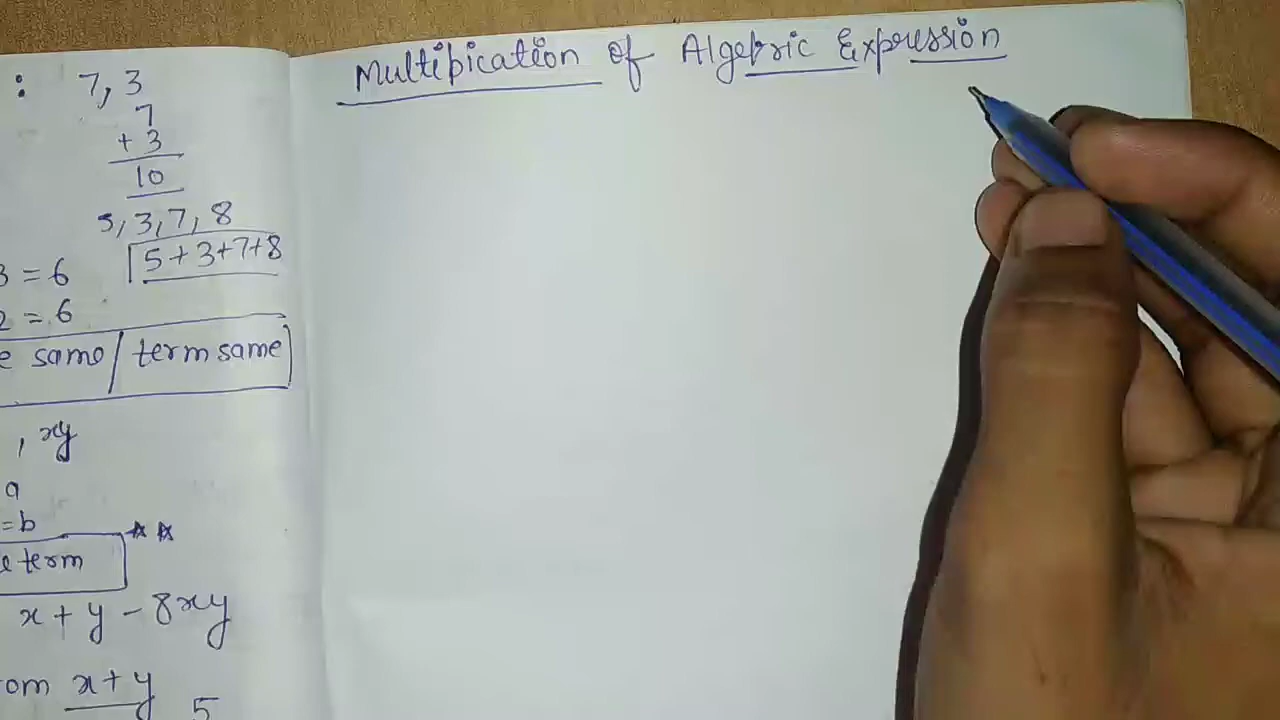 Multipication of Algebric Expression
: 7, 3
7
+ 3
10
5, 3, 7, 8
5 + 3 + 7 + 8
3 = 6
2 = 6
same / term same
, xy
a
= b
term
x + y - 8xy
x + y
5